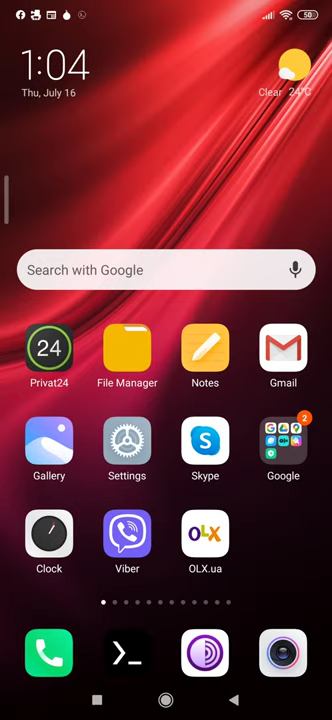 50
1:04
Thu, July 16
Clear 24°C
Search with Google
24
Privat24
File Manager
Notes
Gmail
2
Gallery
Settings
Skype
Google
OLX
Clock
Viber
OLX.ua